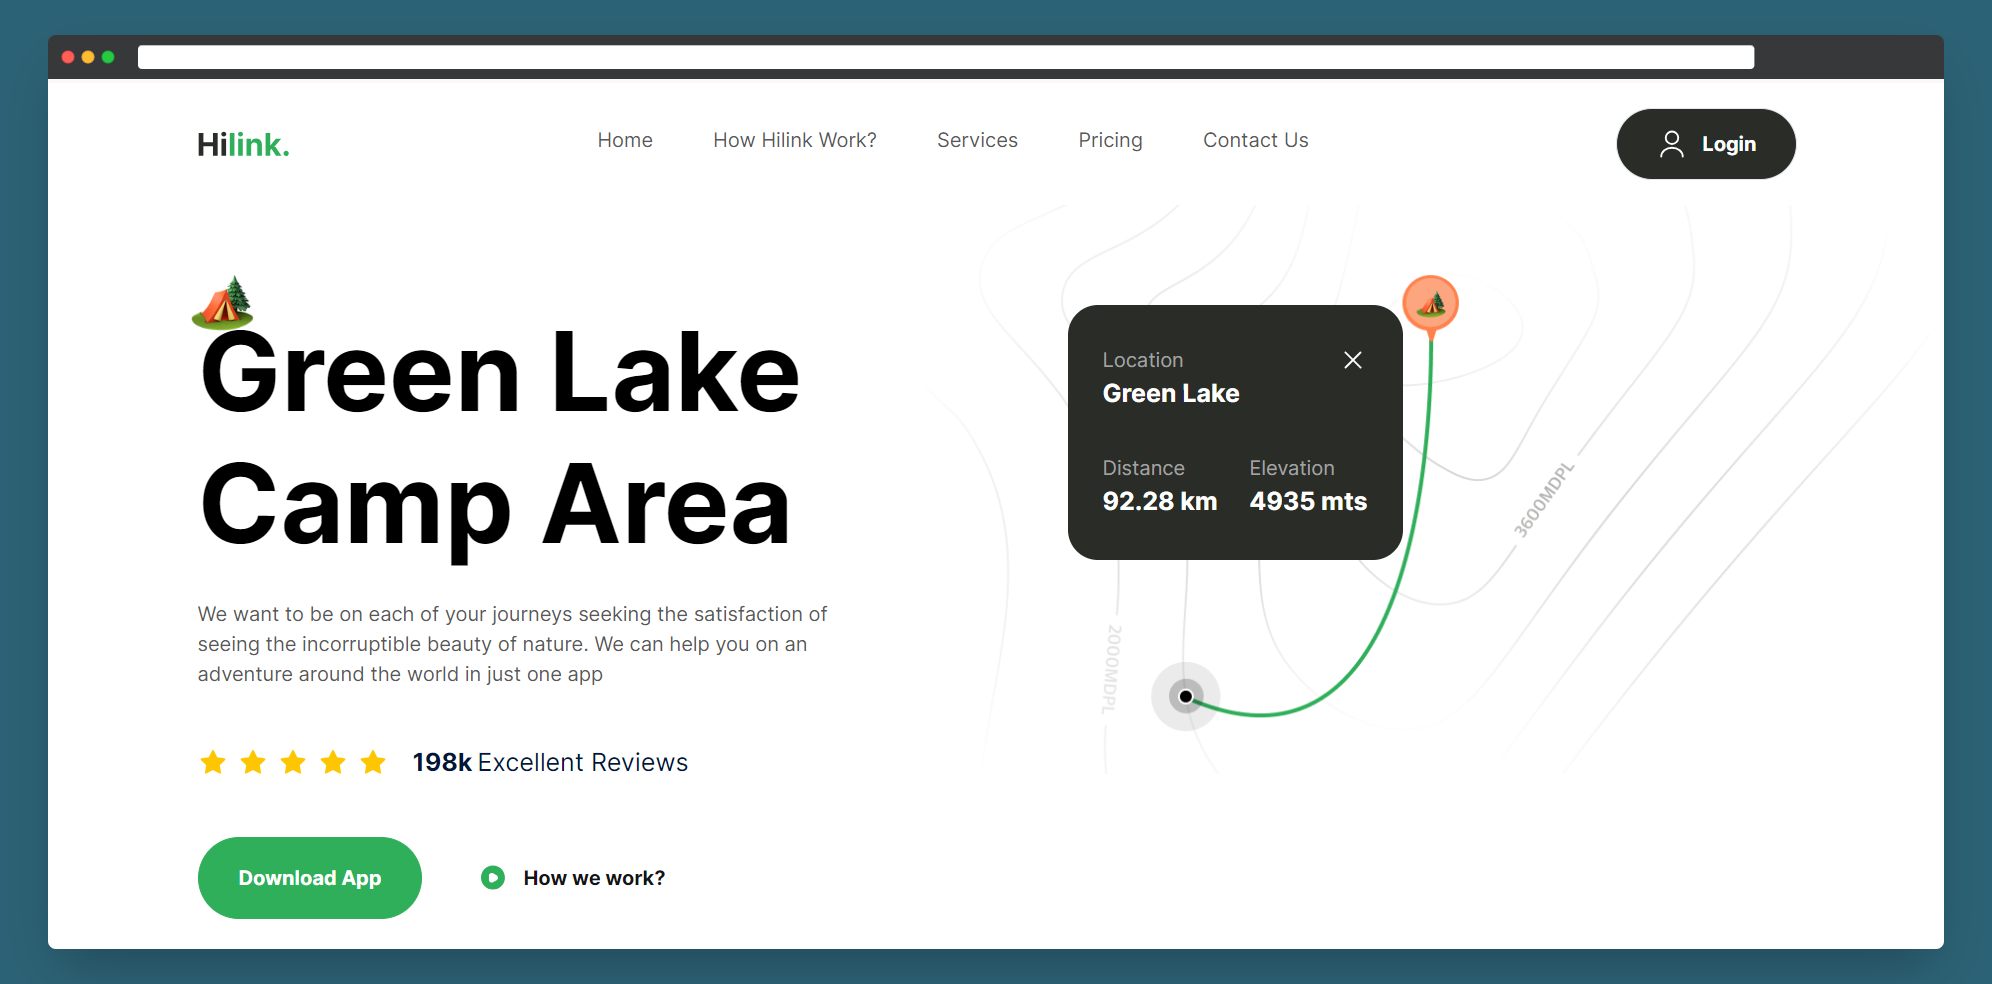 Hilink.
Home
How Hilink Work?
Services
Pricing
Contact Us
Login
Green Lake
Camp Area
We want to be on each of your journeys seeking the satisfaction of
seeing the incorruptible beauty of nature. We can help you on an
adventure around the world in just one app
198k Excellent Reviews
Download App
How we work?
Location
Green Lake
Distance
Elevation
92.28 km
4935 mts
3600MDPL
2000MDPL